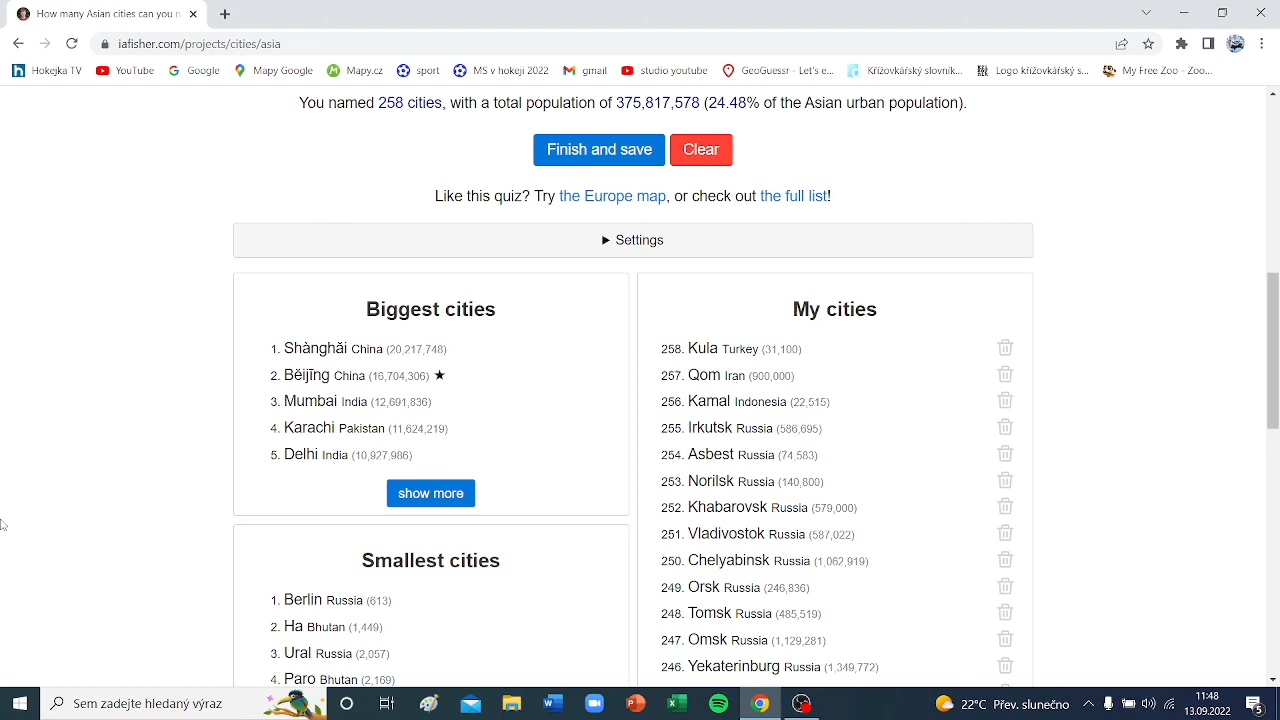 How many Asian cities can you n
iafisher.com/projects/cities/asia
Hokejka TV YouTube Google Mapy Google Mapy.cz sport MS v hokeji 2022 gmail studio youtube GeoGuessr - Let's e... Logo křížovkářský s... My Free Zoo - Zoo...
You named 258 cities, with a total population of 375,817,578 (24.48% of the Asian urban population).
Finish and save Clear
Like this quiz? Try the Europe map, or check out the full list!
▶ Settings
Biggest cities
1. Shànghǎi China (20,217,748)
2. Běijīng China (16,704,306) ★
3. Mumbai India (12,691,836)
4. Karachi Pakistan (11,624,219)
5. Delhi India (10,927,986)
show more
Smallest cities
1. Berlin Russia (613)
2. Ha Bhutan (1,449)
3. Ural Russia (2,057)
4. Paro Bhutan (2,169)
My cities
258. Kula Turkey (31,100)
257. Qom Iran (900,000)
256. Kamal Indonesia (22,515)
255. Irkutsk Russia (586,695)
254. Asbest Russia (74,583)
253. Norilsk Russia (140,800)
252. Khabarovsk Russia (579,000)
251. Vladivostok Russia (587,022)
250. Chelyabinsk Russia (1,062,919)
249. Orsk Russia (246,836)
248. Tomsk Russia (485,519)
247. Omsk Russia (1,129,281)
246. Yekaterinburg Russia (1,349,772)
Sem zadejte hledaný výraz
22°C Přev. slunečno
11:48
13.09.2022